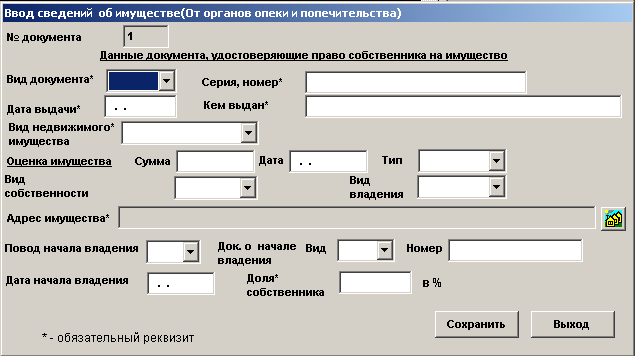 Ввод сведений об имуществе(От органов опеки и попечительства)
№ документа 1
Данные документа, удостоверяющие право собственника на имущество
Вид документа* Серия, номер*
Дата выдачи* . . Кем выдан*
Вид недвижимого*
имущества
Оценка имущества Сумма Дата . . Тип
Вид
собственности
Вид
владения
Адрес имущества*
Повод начала владения Док. о начале
владения Вид Номер
Дата начала владения . . Доля*
собственника в %
Сохранить Выход
* - обязательный реквизит